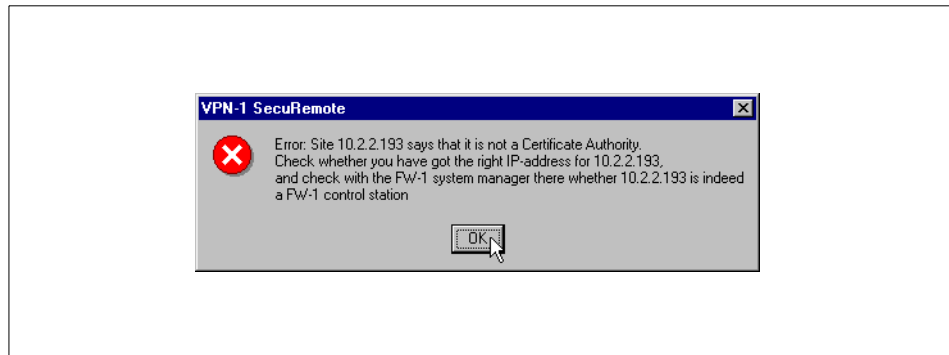 VPN-1 SecuRemote
Error: Site 10.2.2.193 says that it is not a Certificate Authority.
Check whether you have got the right IP-address for 10.2.2.193,
and check with the FW-1 system manager there whether 10.2.2.193 is indeed
a FW-1 control station
OK